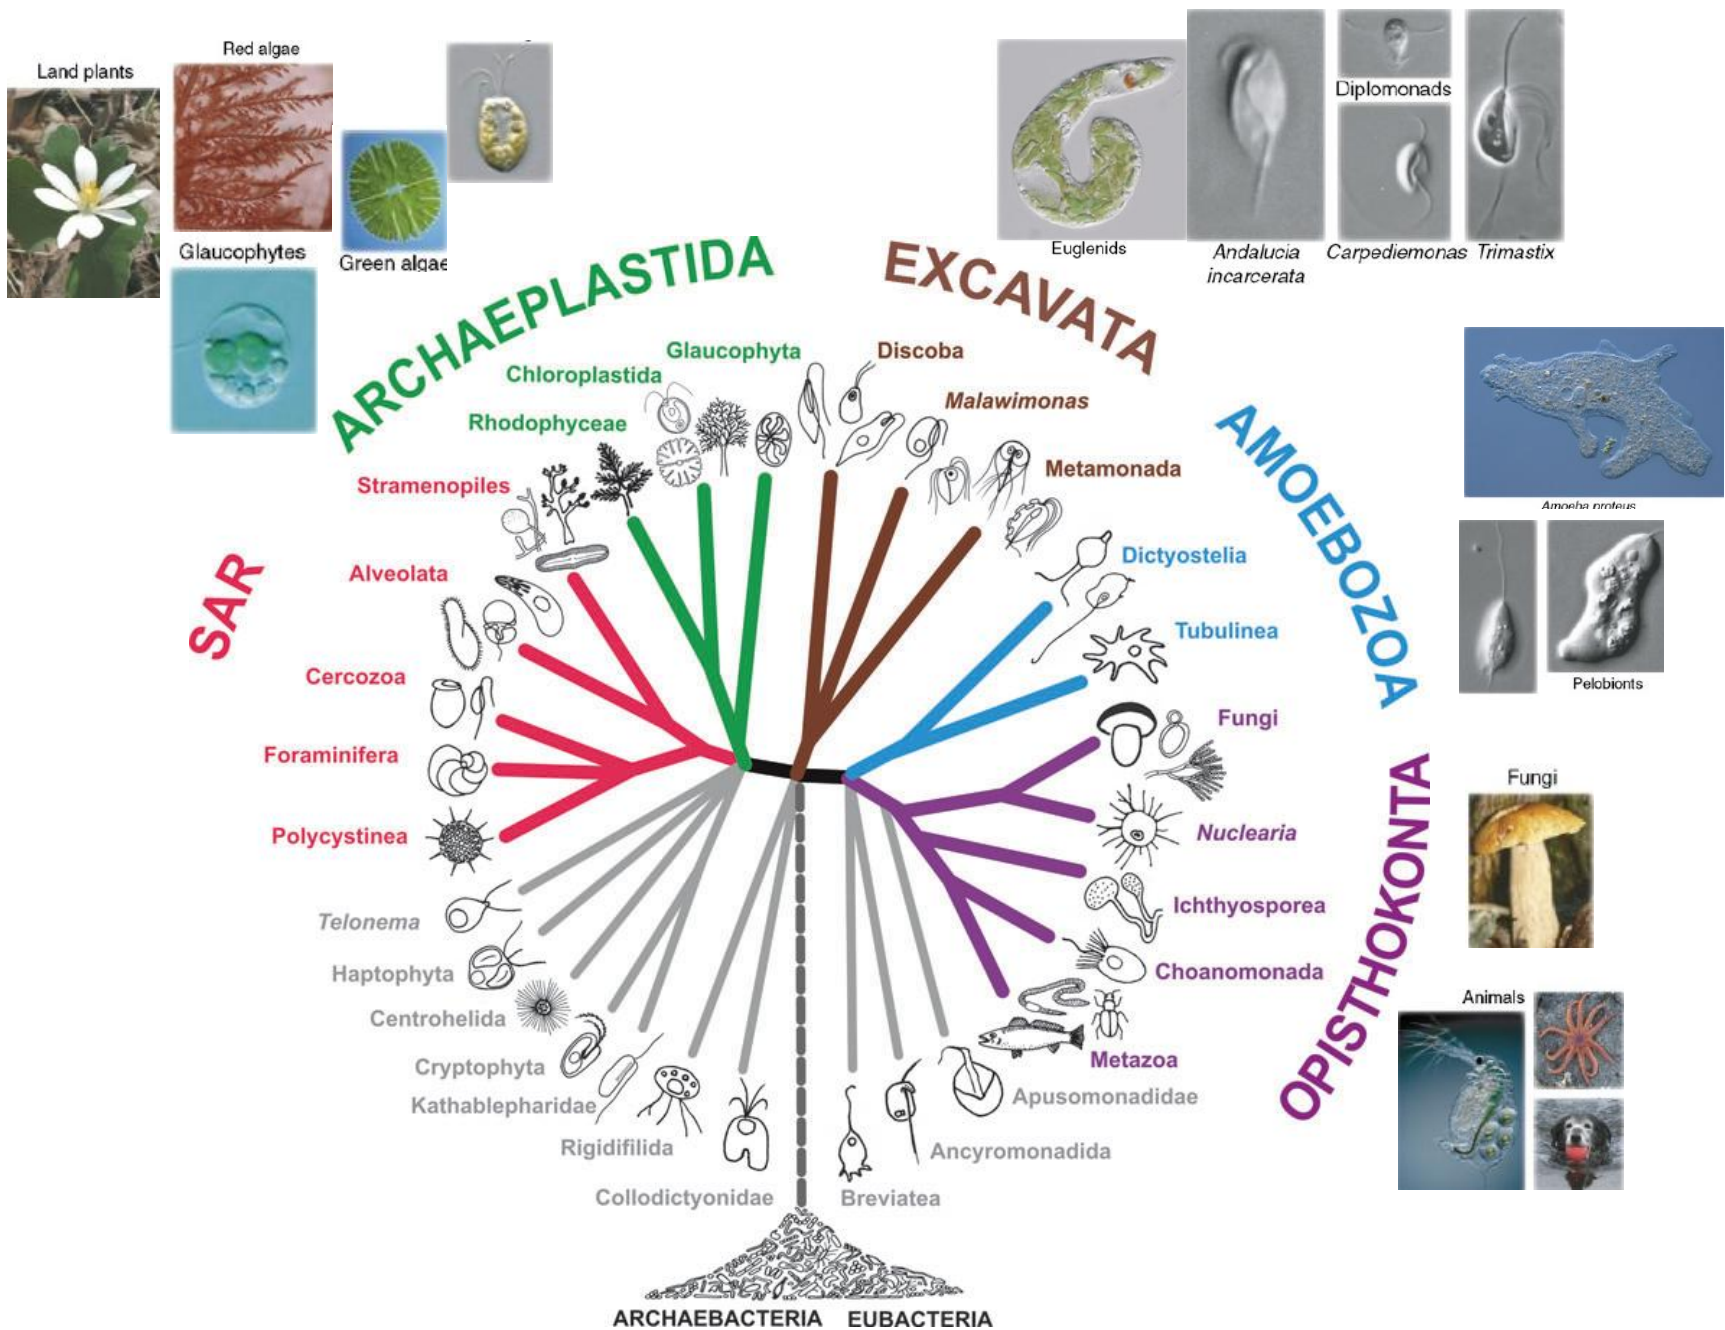 Land plants
Red algae
Glaucophytes
Green algae
Euglenids
Andalucia
incarcerata
Diplomonads
Carpediemonas
Trimastix
ARCHAEPLASTIDA
EXCAVATA
AMOEBOZOA
OPISTHOKONTA
SAR
Glaucophyta
Chloroplastida
Rhodophyceae
Stramenopiles
Alveolata
Cercozoa
Foraminifera
Polycystinea
Telonema
Haptophyta
Centrohelida
Cryptophyta
Kathablepharidae
Rigidifilida
Collodictyonidae
Discoba
Malawimonas
Metamonada
Dictyostelia
Tubulinea
Fungi
Nuclearia
Ichthyosporea
Choanomonada
Metazoa
Apusomonadidae
Ancyromonadida
Breviatea
Amoeba proteus
Pelobionts
Fungi
Animals
ARCHAEBACTERIA EUBACTERIA